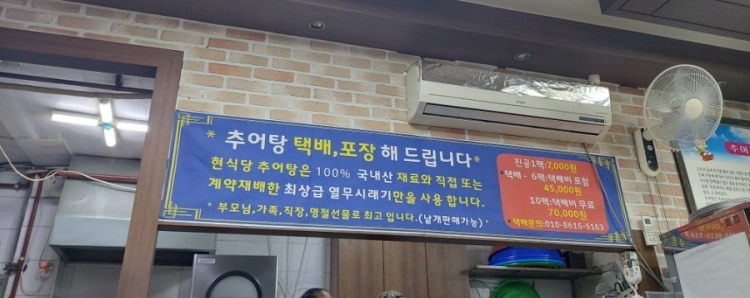 * 추어탕 택배,포장 해 드립니다*
현식당 추어탕은 100% 국내산 재료와 직접 또는
계약재배한 최상급 열무시래기만을 사용합니다.
* 부모님,가족,직장,명절선물로 최고 입니다.(낱개판매가능) *
진공1팩:7,000원
*택배 - 6팩:택배비 포함
45,000원
10팩:택배비 무료
70,000원
*택배문의:010-8615-5163
추어